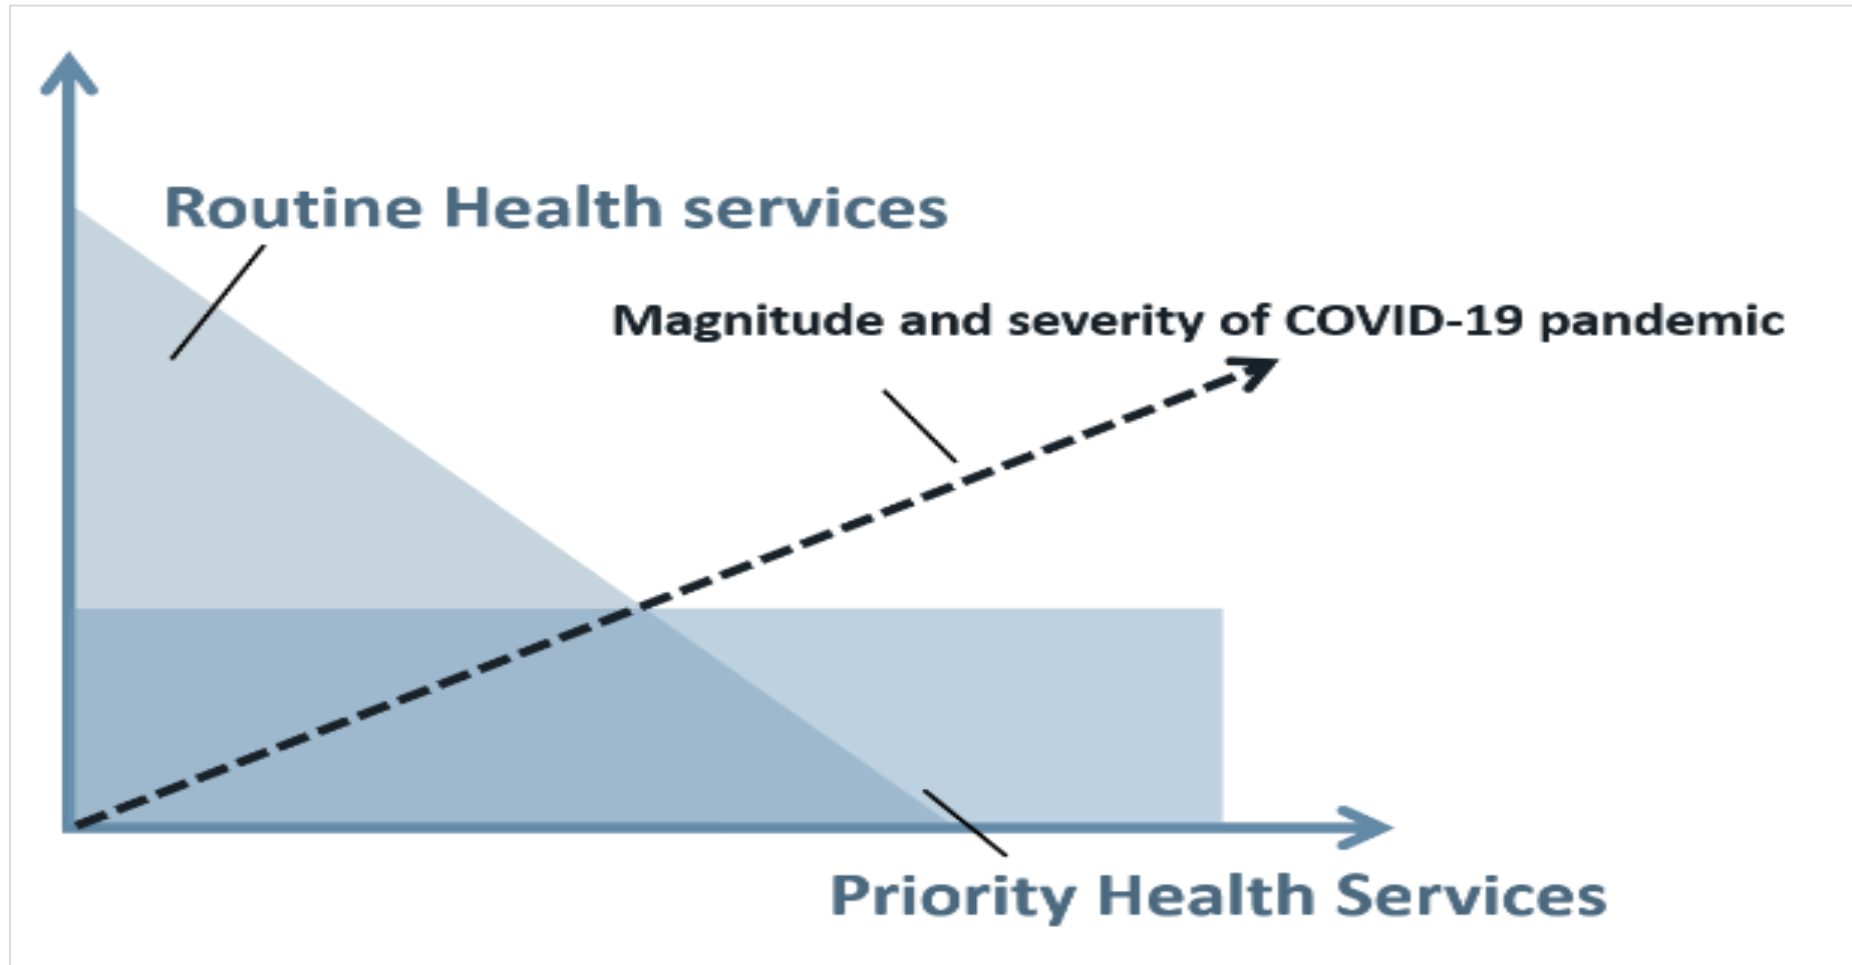 Routine Health services
Magnitude and severity of COVID-19 pandemic
Priority Health Services